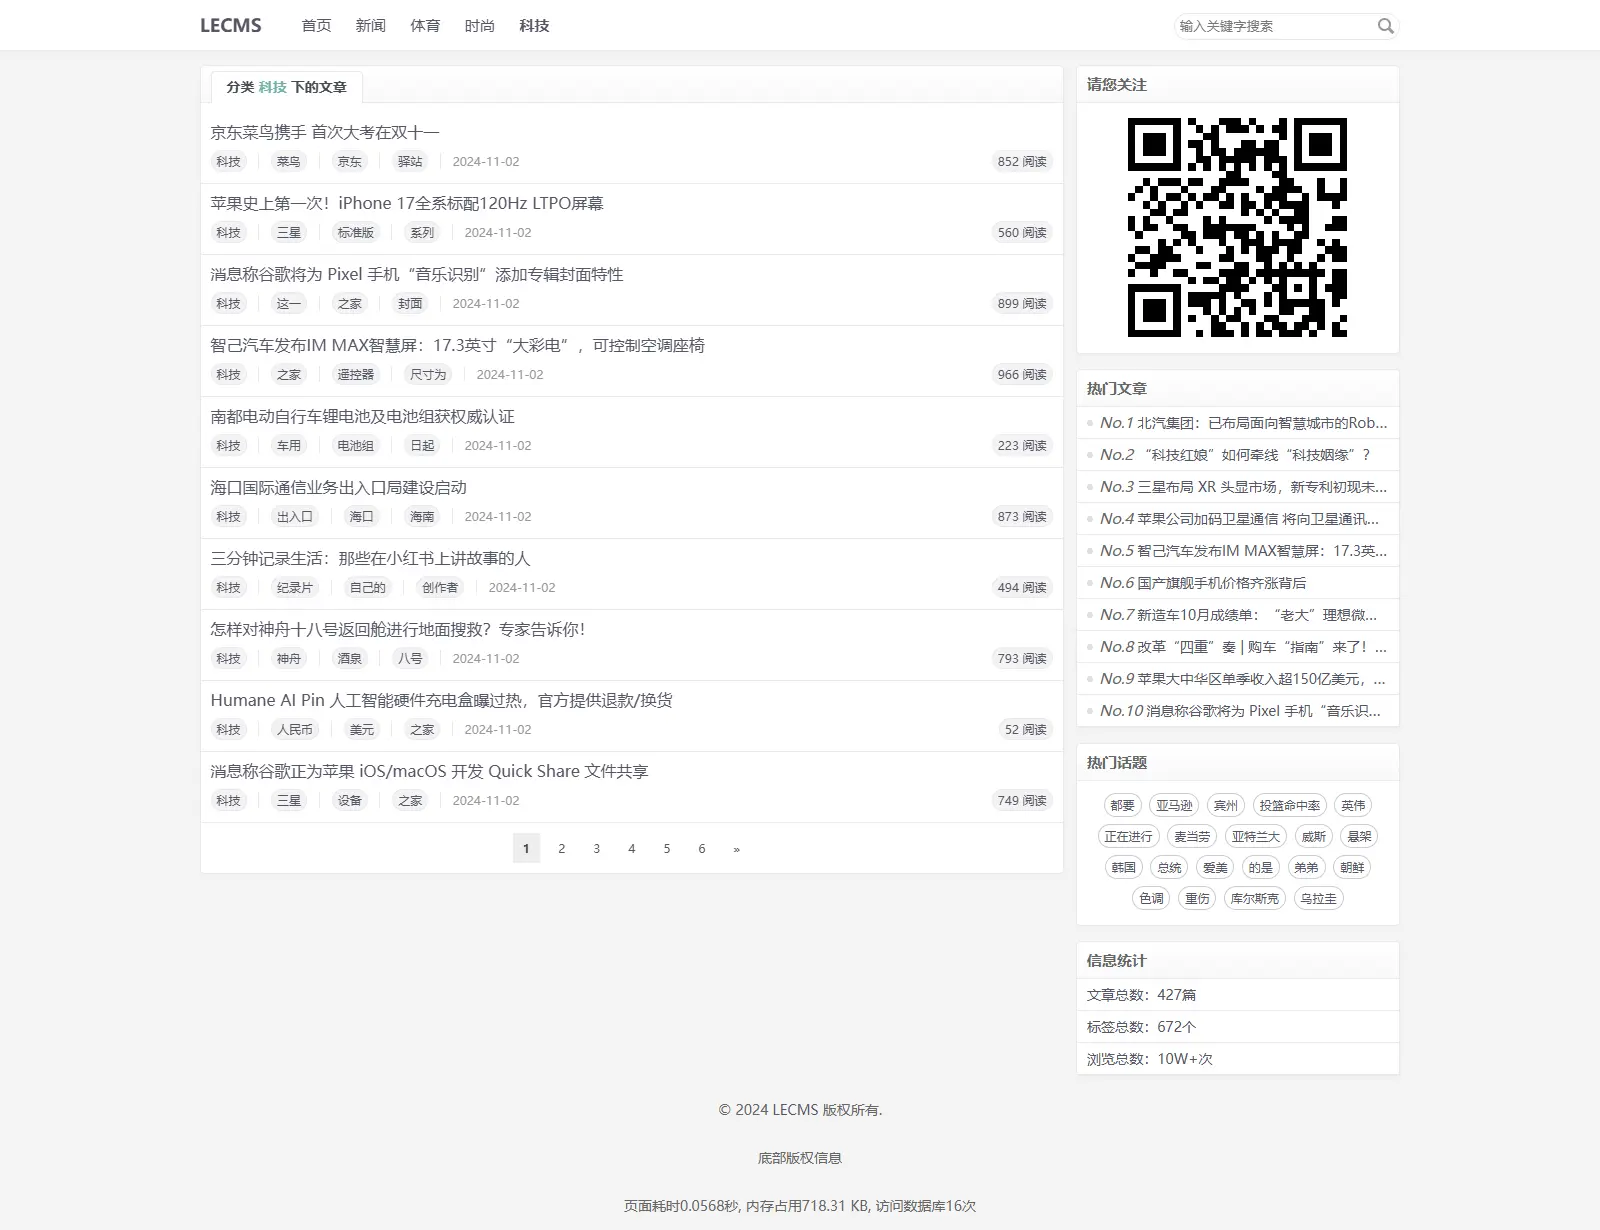 LECMS 首页 新闻 体育 时尚 科技 输入关键字搜索
分类 科技 下的文章
京东菜鸟携手 首次大考在双十一
科技 菜鸟 京东 驿站 2024-11-02 852 阅读
苹果史上第一次！iPhone 17全系标配120Hz LTPO屏幕
科技 三星 标准版 系列 2024-11-02 560 阅读
消息称谷歌将为 Pixel 手机“音乐识别”添加专辑封面特性
科技 这一 之家 封面 2024-11-02 899 阅读
智己汽车发布IM MAX智慧屏：17.3英寸“大彩电”，可控制空调座椅
科技 之家 遥控器 尺寸为 2024-11-02 966 阅读
南都电动自行车锂电池及电池组获权威认证
科技 车用 电池组 日起 2024-11-02 223 阅读
海口国际通信业务出入口局建设启动
科技 出入口 海口 海南 2024-11-02 873 阅读
三分钟记录生活：那些在小红书上讲故事的人
科技 纪录片 自己的 创作者 2024-11-02 494 阅读
怎样对神舟十八号返回舱进行地面搜救？专家告诉你！
科技 神舟 酒泉 八号 2024-11-02 793 阅读
Humane AI Pin 人工智能硬件充电盒曝过热，官方提供退款/换货
科技 人民币 美元 之家 2024-11-02 52 阅读
消息称谷歌正为苹果 iOS/macOS 开发 Quick Share 文件共享
科技 三星 设备 之家 2024-11-02 749 阅读
1 2 3 4 5 6 »
请您关注
热门文章
No.1 北汽集团：已布局面向智慧城市的Rob...
No.2 “科技红娘”如何牵线“科技姻缘”？
No.3 三星布局 XR 头显市场，新专利初现未...
No.4 苹果公司加码卫星通信 将向卫星通讯...
No.5 智己汽车发布IM MAX智慧屏：17.3英...
No.6 国产旗舰手机价格齐涨背后
No.7 新造车10月成绩单：“老大”理想微...
No.8 改革“四重”奏 | 购车“指南”来了！...
No.9 苹果大中华区单季收入超150亿美元，...
No.10 消息称谷歌将为 Pixel 手机“音乐识...
热门话题
都要 亚马逊 宾州 投篮命中率 英伟
正在进行 麦当劳 亚特兰大 威斯 悬架
韩国 总统 爱美 的是 弟弟 朝鲜
色调 重伤 库尔斯克 乌拉圭
信息统计
文章总数：427篇
标签总数：672个
浏览总数：10W+次
© 2024 LECMS 版权所有.
底部版权信息
页面耗时0.0568秒, 内存占用718.31 KB, 访问数据库16次